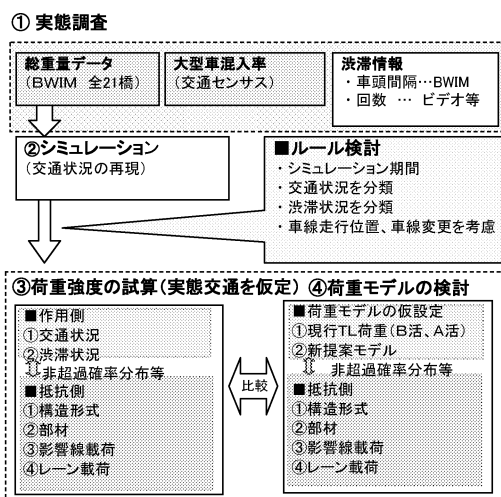 ① 実態調査
総重量データ
(BWIM 全21橋)
大型車混入率
(交通センサス)
渋滞情報
・車頭間隔…BWIM
・回数 … ビデオ等
②シミュレーション
(交通状況の再現)
■ルール検討
・シミュレーション期間
・交通状況を分類
・渋滞状況を分類
・車線走行位置、車線変更を考慮
③荷重強度の試算(実態交通を仮定)
■作用側
①交通状況
②渋滞状況
非超過確率分布等
■抵抗側
①構造形式
②部材
③影響線載荷
④レーン載荷
比較
④荷重モデルの検討
■荷重モデルの仮設定
①現行TL荷重(B活、A活)
②新提案モデル
非超過確率分布等
■抵抗側
①構造形式
②部材
③影響線載荷
④レーン載荷